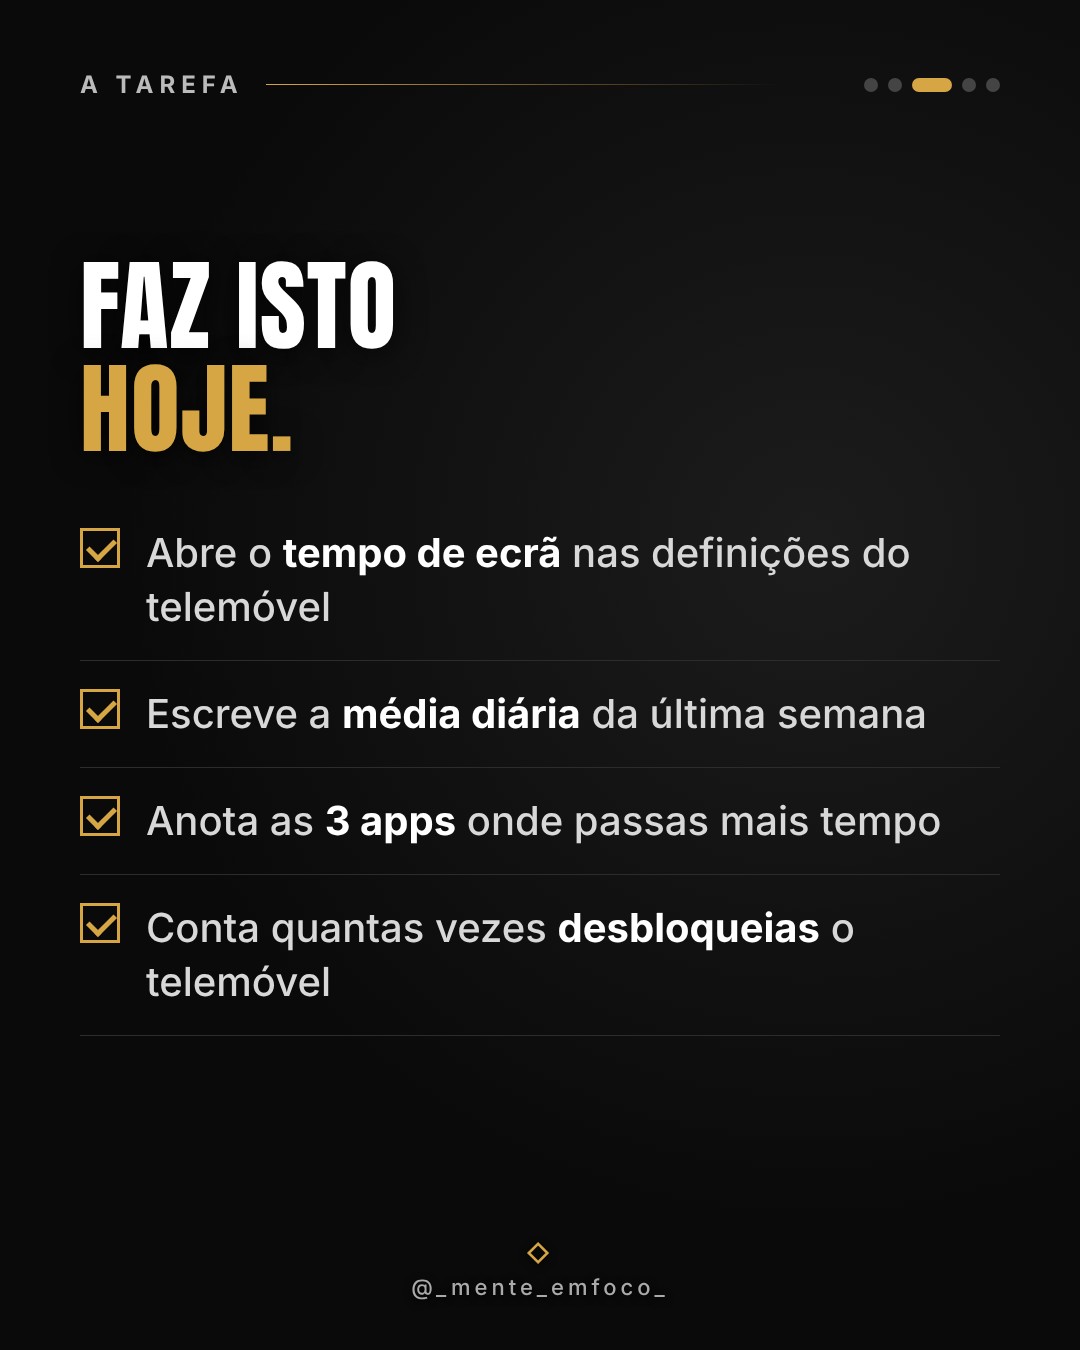 A TAREFA
FAZ ISTO
HOJE.
Abre o tempo de ecrã nas definições do
telemóvel
Escreve a média diária da última semana
Anota as 3 apps onde passas mais tempo
Conta quantas vezes desbloqueias o
telemóvel
@_mente_emfoco_